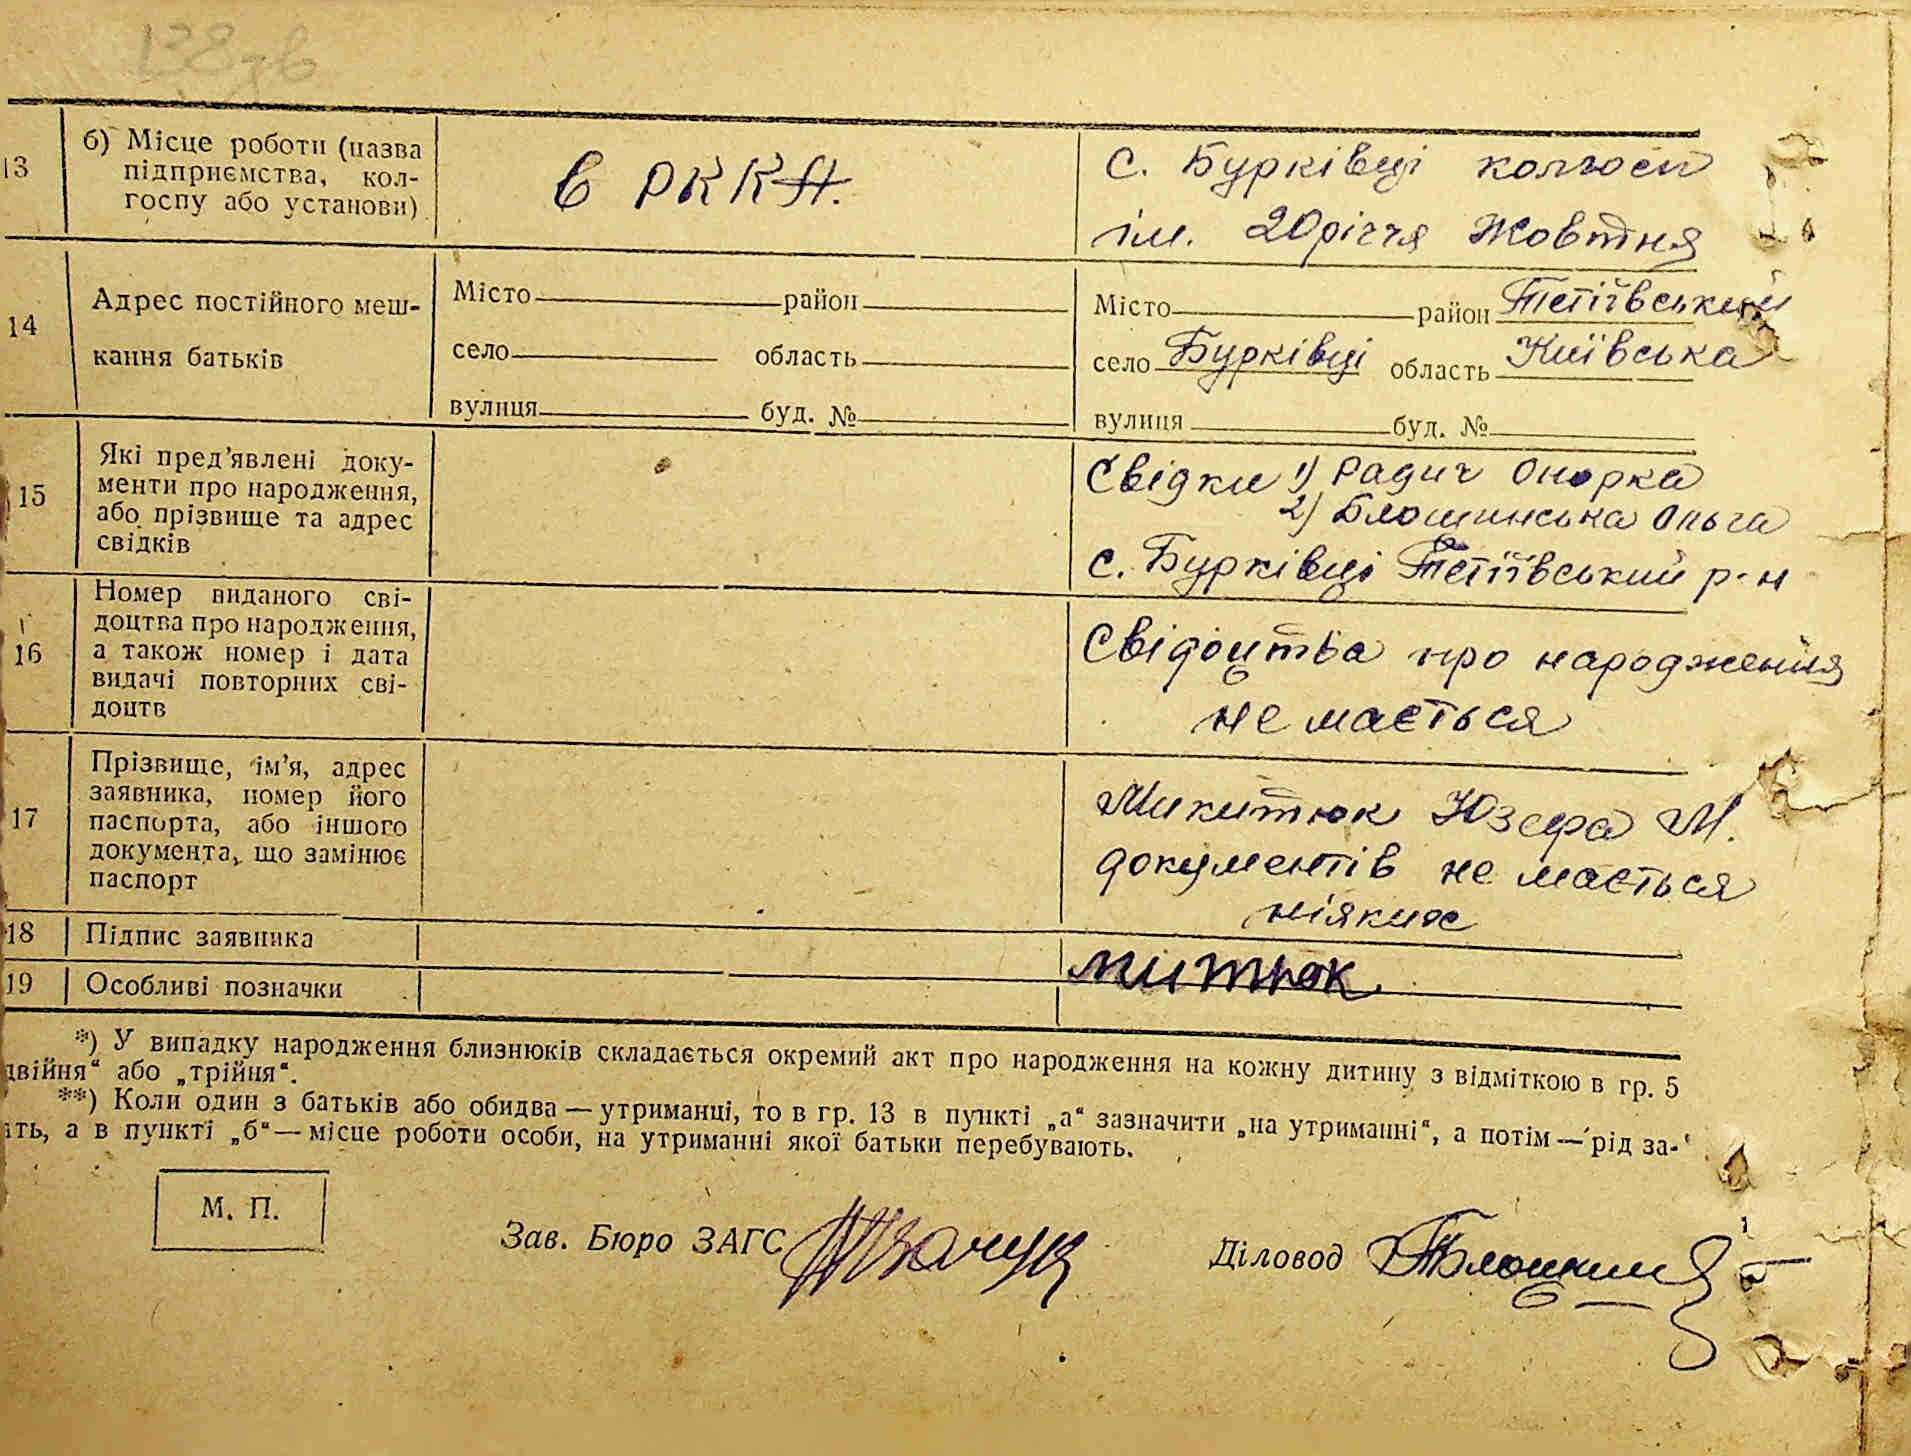 138зв
13
б) Місце роботи (назва
підприємства, кол-
госпу або установи)
в РККА.
с. Бурківці колгосп
ім. 20річчя Жовтня
14
Адрес постійного меш-
кання батьків
Місто район
село область
вулиця буд. №
Місто район Тетіївський
село Бурківці область Київська
вулиця буд. №
15
Які пред'явлені доку-
менти про народження,
або прізвище та адрес
свідків
Свідки 1) Радич Онорка
2) Блошинська Ольга
с. Бурківці Тетіївський р-н
16
Номер виданого сві-
доцтва про народження,
а також номер і дата
видачі повторних сві-
доцтв
Свідоцтва про народження
не мається
17
Прізвище, ім'я, адрес
заявника, номер його
паспорта, або іншого
документа, що замінює
паспорт
Микитюк Юзефа М.
документів не мається
ніяких
18 Підпис заявника
митюк
19 Особливі позначки
*) У випадку народження близнюків складається окремий акт про народження на кожну дитину з відміткою в гр. 5
двійня“ або „трійня“.
**) Коли один з батьків або обидва — утриманці, то в гр. 13 в пункті „а“ зазначити „на утриманні“, а потім — рід за-
ять, а в пункті „б“ — місце роботи особи, на утриманні якої батьки перебувають.
М. П.
Зав. Бюро ЗАГС
Діловод